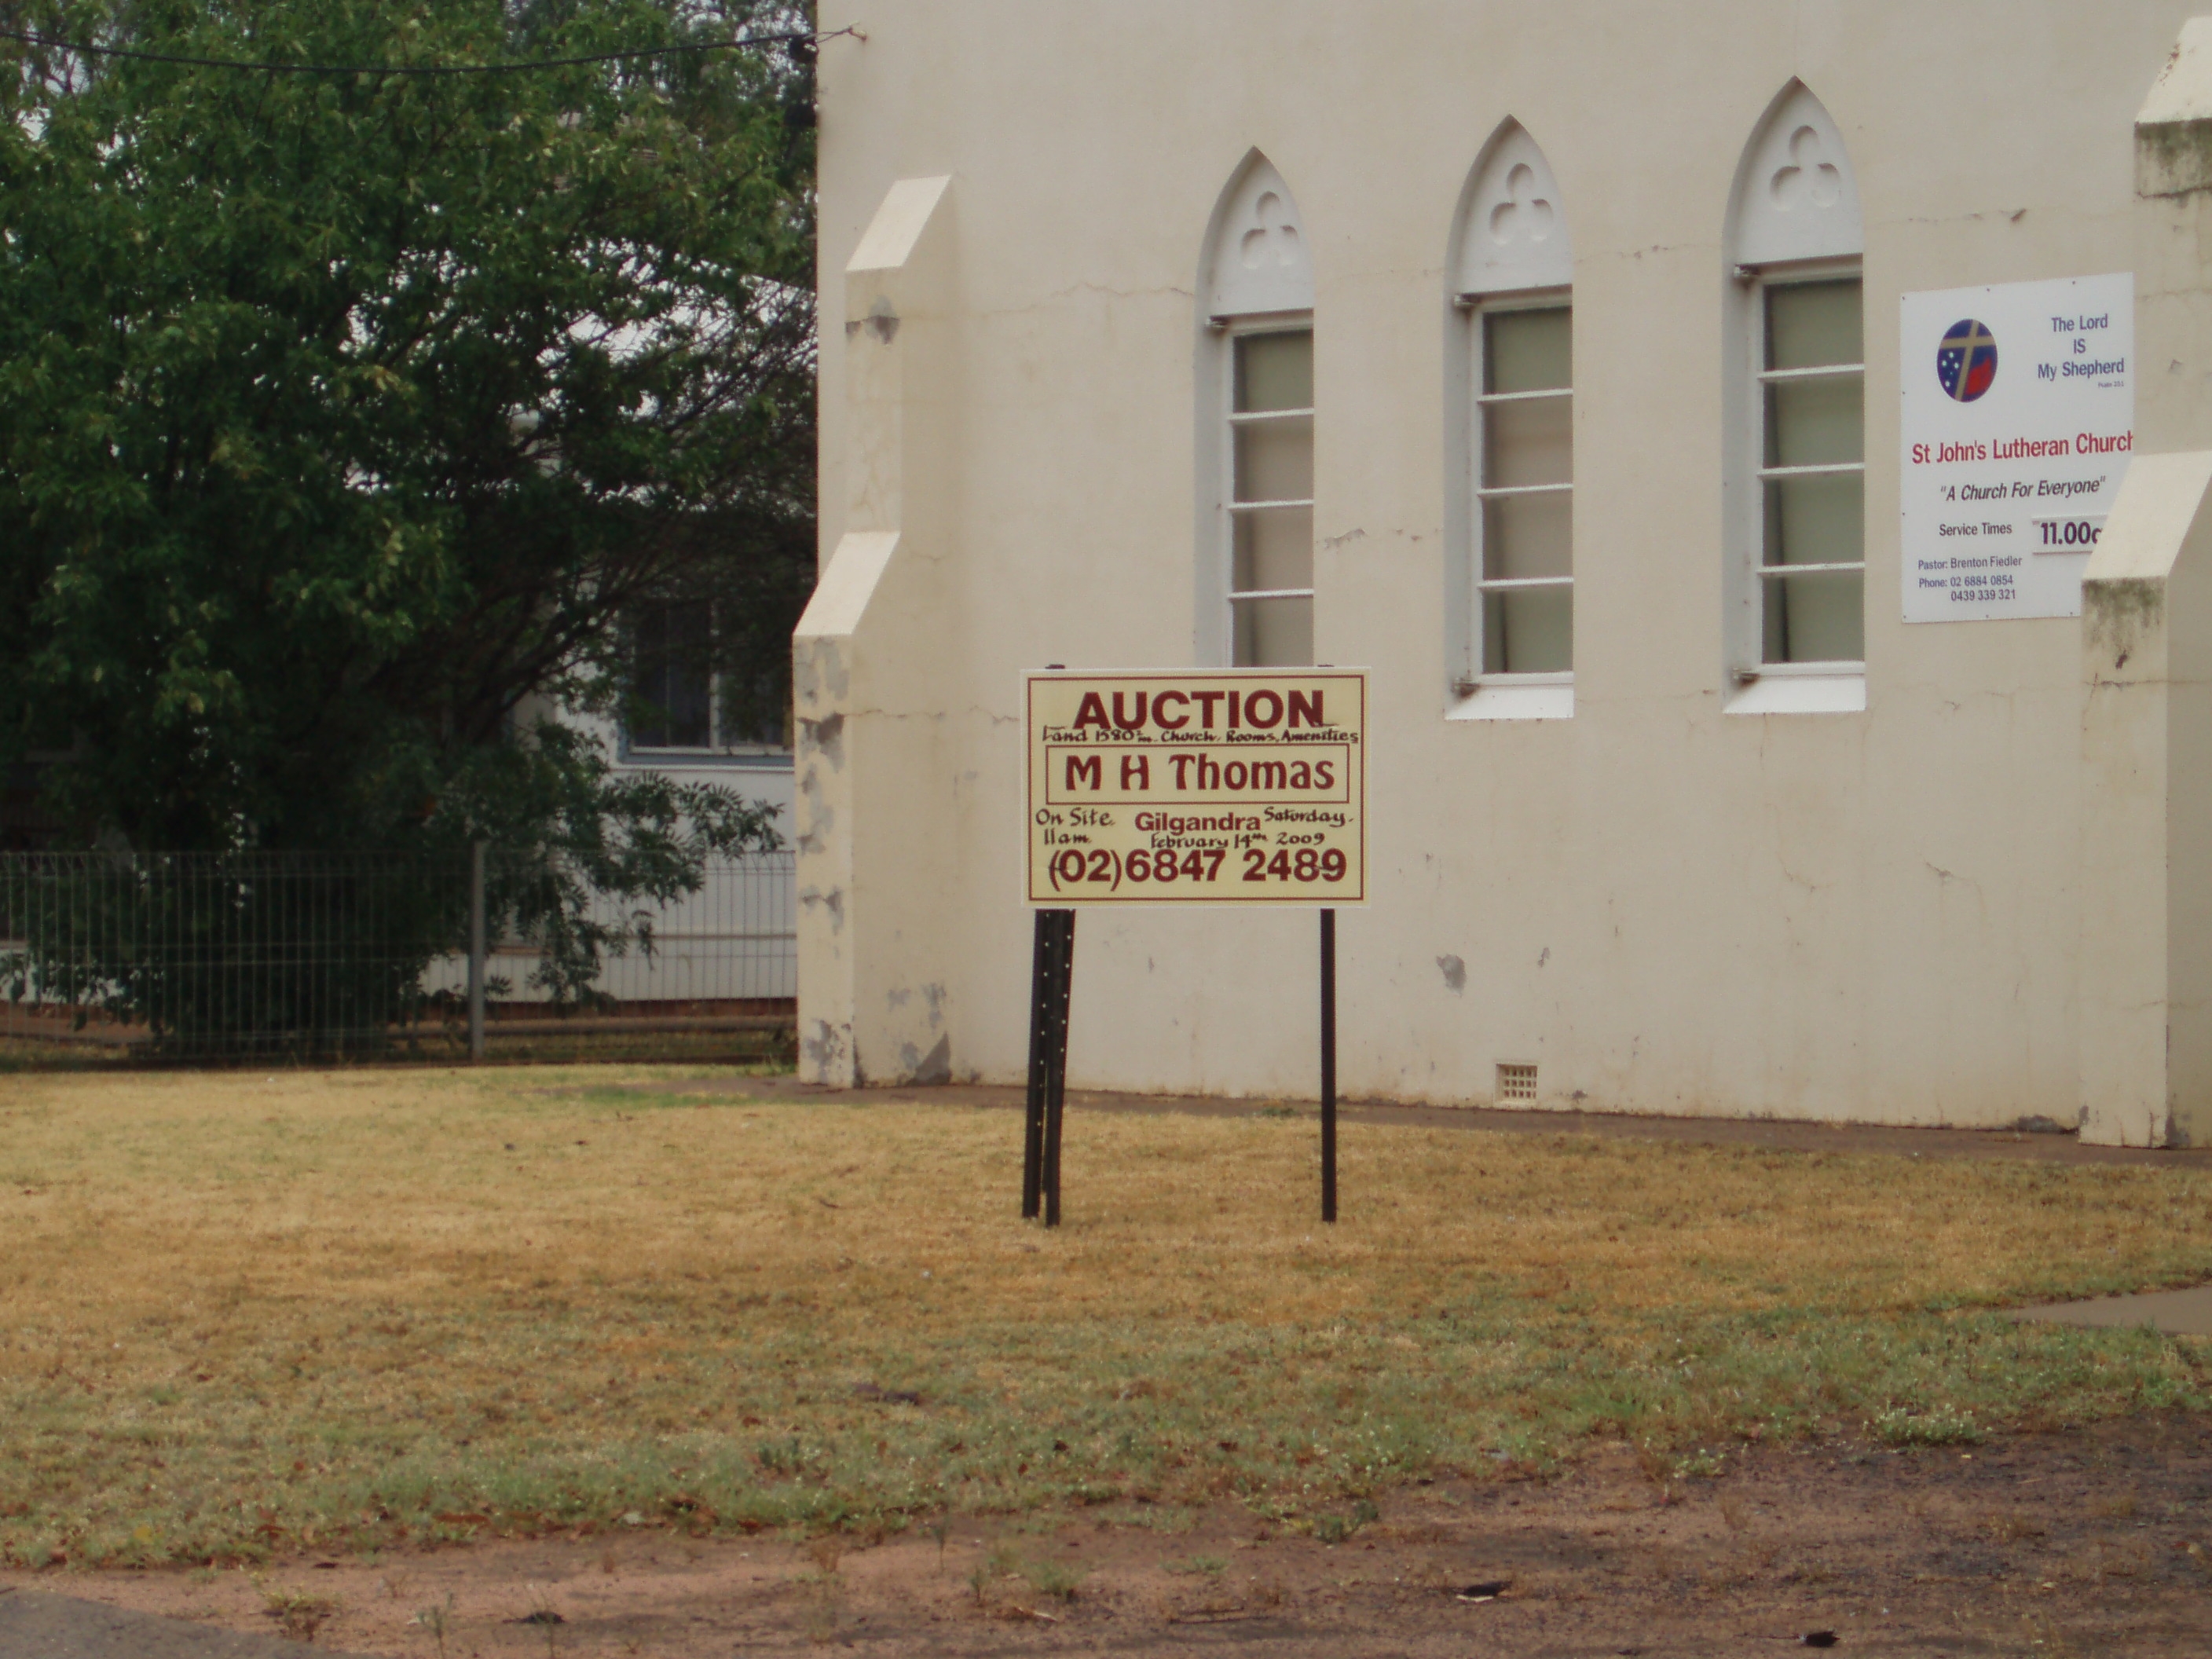 AUCTION
Land 1580m². Church. Rooms, Amenities
M H Thomas
On Site. Gilgandra Saturday.
11am. February 14th 2009
(02)6847 2489
The Lord
IS
My Shepherd
St John's Lutheran Church
"A Church For Everyone"
Service Times 11.00
Pastor: Brenton Fiedler
Phone: 02 6884 0854
0439 339 321